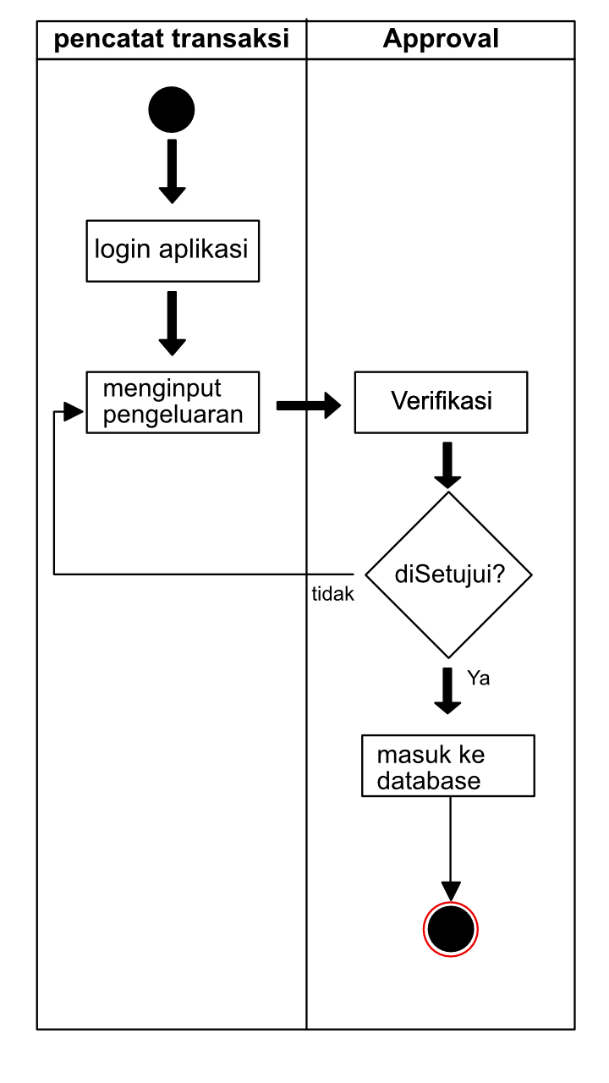 pencatat transaksi
Approval
login aplikasi
menginput
pengeluaran
Verifikasi
diSetujui?
tidak
Ya
masuk ke
database